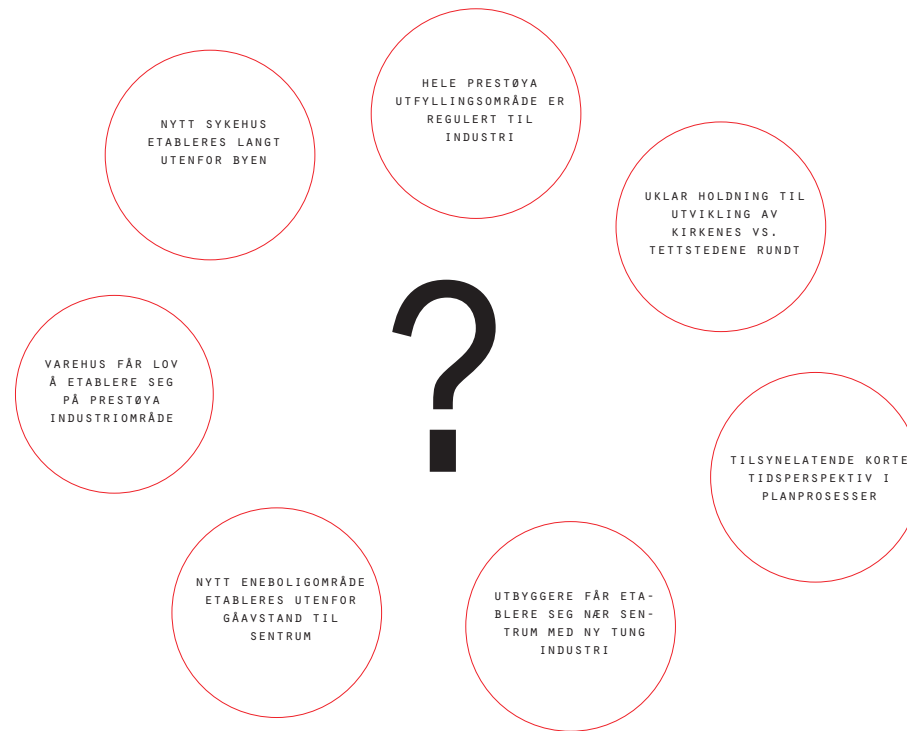 HELE PRESTØYA
UTFYLLINGSOMRÅDE ER
REGULERT TIL
INDUSTRI
NYTT SYKEHUS
ETABLERES LANGT
UTENFOR BYEN
UKLAR HOLDNING TIL
UTVIKLING AV
KIRKENES VS.
TETTSTEDENE RUNDT
?
VAREHUS FÅR LOV
Å ETABLERE SEG
PÅ PRESTØYA
INDUSTRIOMRÅDE
TILSYNELATENDE KORTE
TIDSPERSPEKTIV I
PLANPROSESSER
NYTT ENEBOLIGOMRÅDE
ETABLERES UTENFOR
GÅAVSTAND TIL
SENTRUM
UTBYGGERE FÅR ETA-
BLERE SEG NÆR SEN-
TRUM MED NY TUNG
INDUSTRI